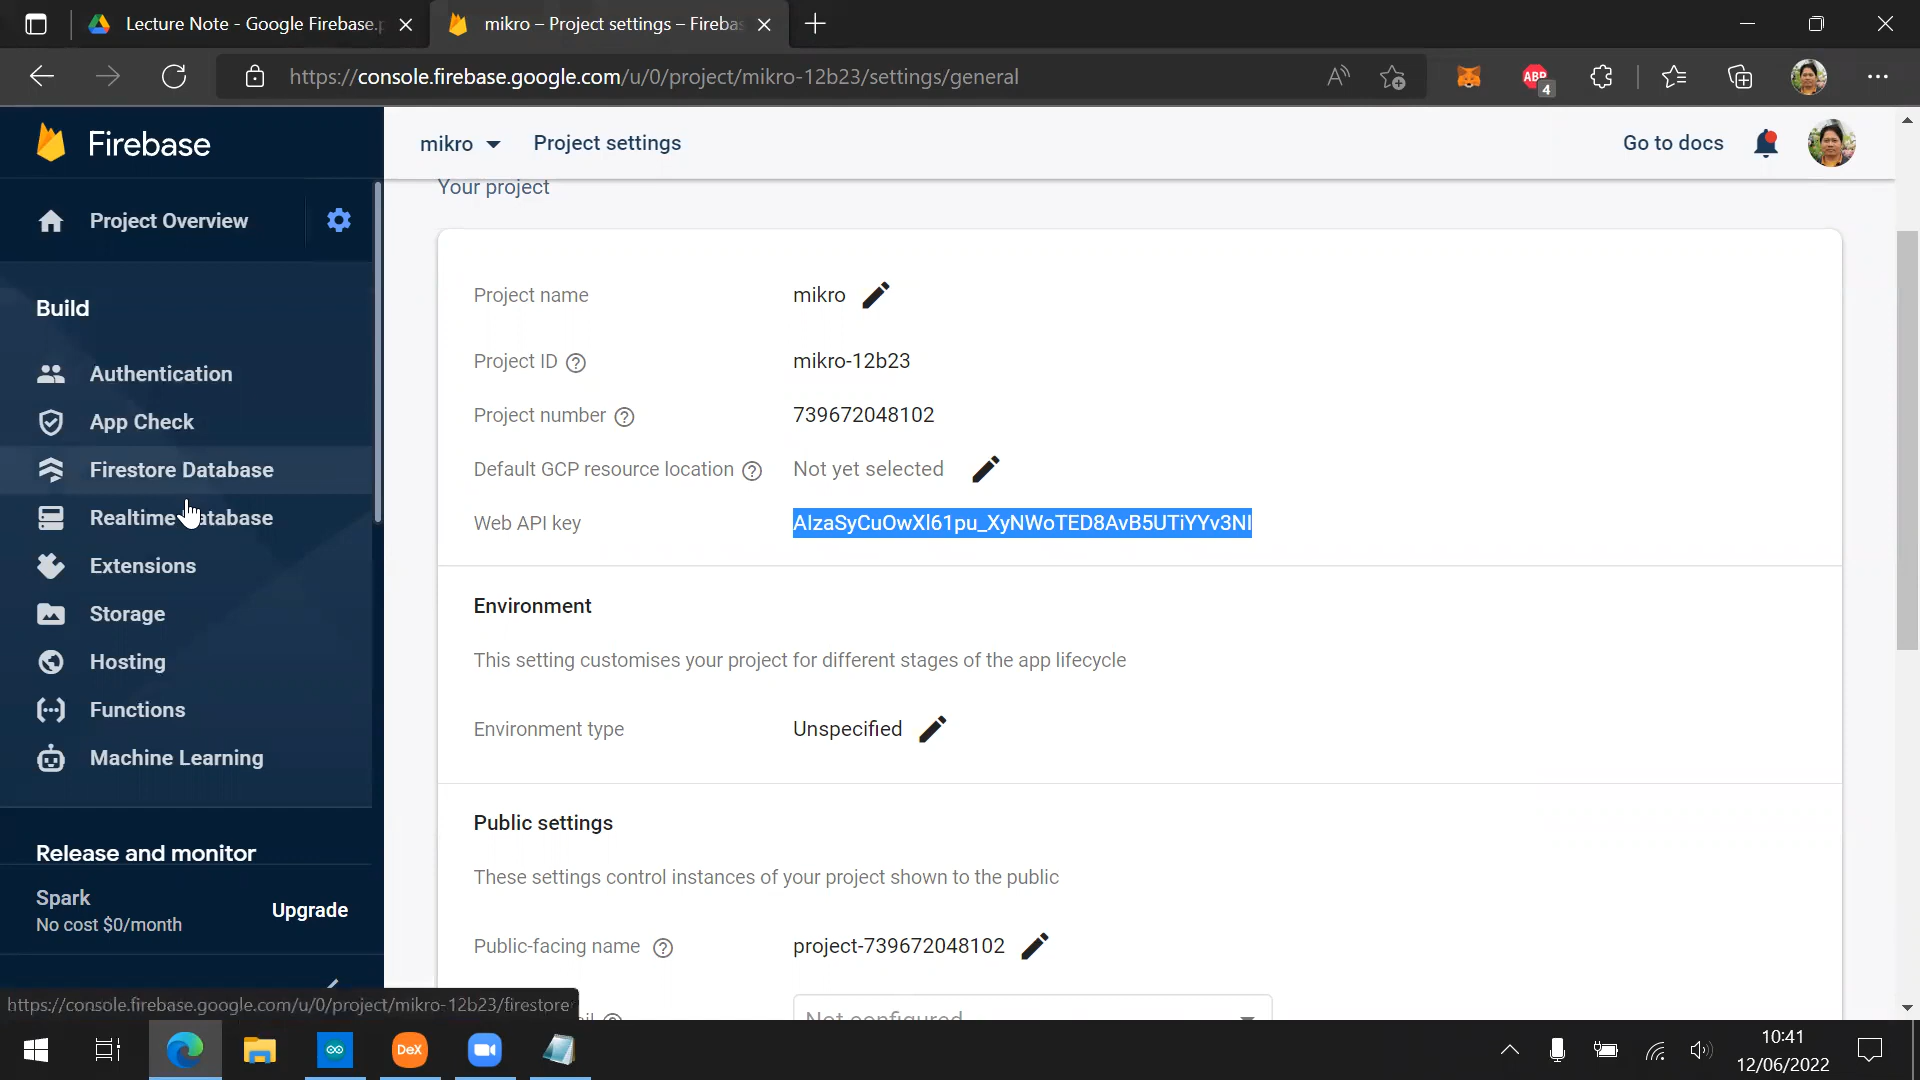 Lecture Note - Google Firebase.p
mikro – Project settings – Fireba
https://console.firebase.google.com/u/0/project/mikro-12b23/settings/general
ABP
4
Firebase
mikro
Project settings
Go to docs
Your project
Project Overview
Build
Authentication
App Check
Firestore Database
Realtime Database
Extensions
Storage
Hosting
Functions
Machine Learning
Release and monitor
Spark
No cost $0/month
Upgrade
Project name
mikro
Project ID
mikro-12b23
Project number
739672048102
Default GCP resource location
Not yet selected
Web API key
AIzaSyCuOwXl61pu_XyNWoTED8AvB5UTiYYv3NI
Environment
This setting customises your project for different stages of the app lifecycle
Environment type
Unspecified
Public settings
These settings control instances of your project shown to the public
Public-facing name
project-739672048102
Not configured
https://console.firebase.google.com/u/0/project/mikro-12b23/firestore
DeX
10:41
12/06/2022